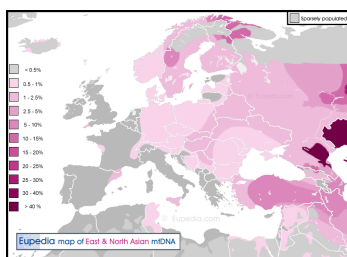 Sparsely populated
< 0.5%
0.5 - 1%
1 - 2.5%
2.5 - 5%
5 - 10%
10 - 15%
15 - 20%
20 - 25%
25 - 30%
30 - 40%
> 40 %
© Eupedia.com
Eupedia map of East & North Asian mtDNA